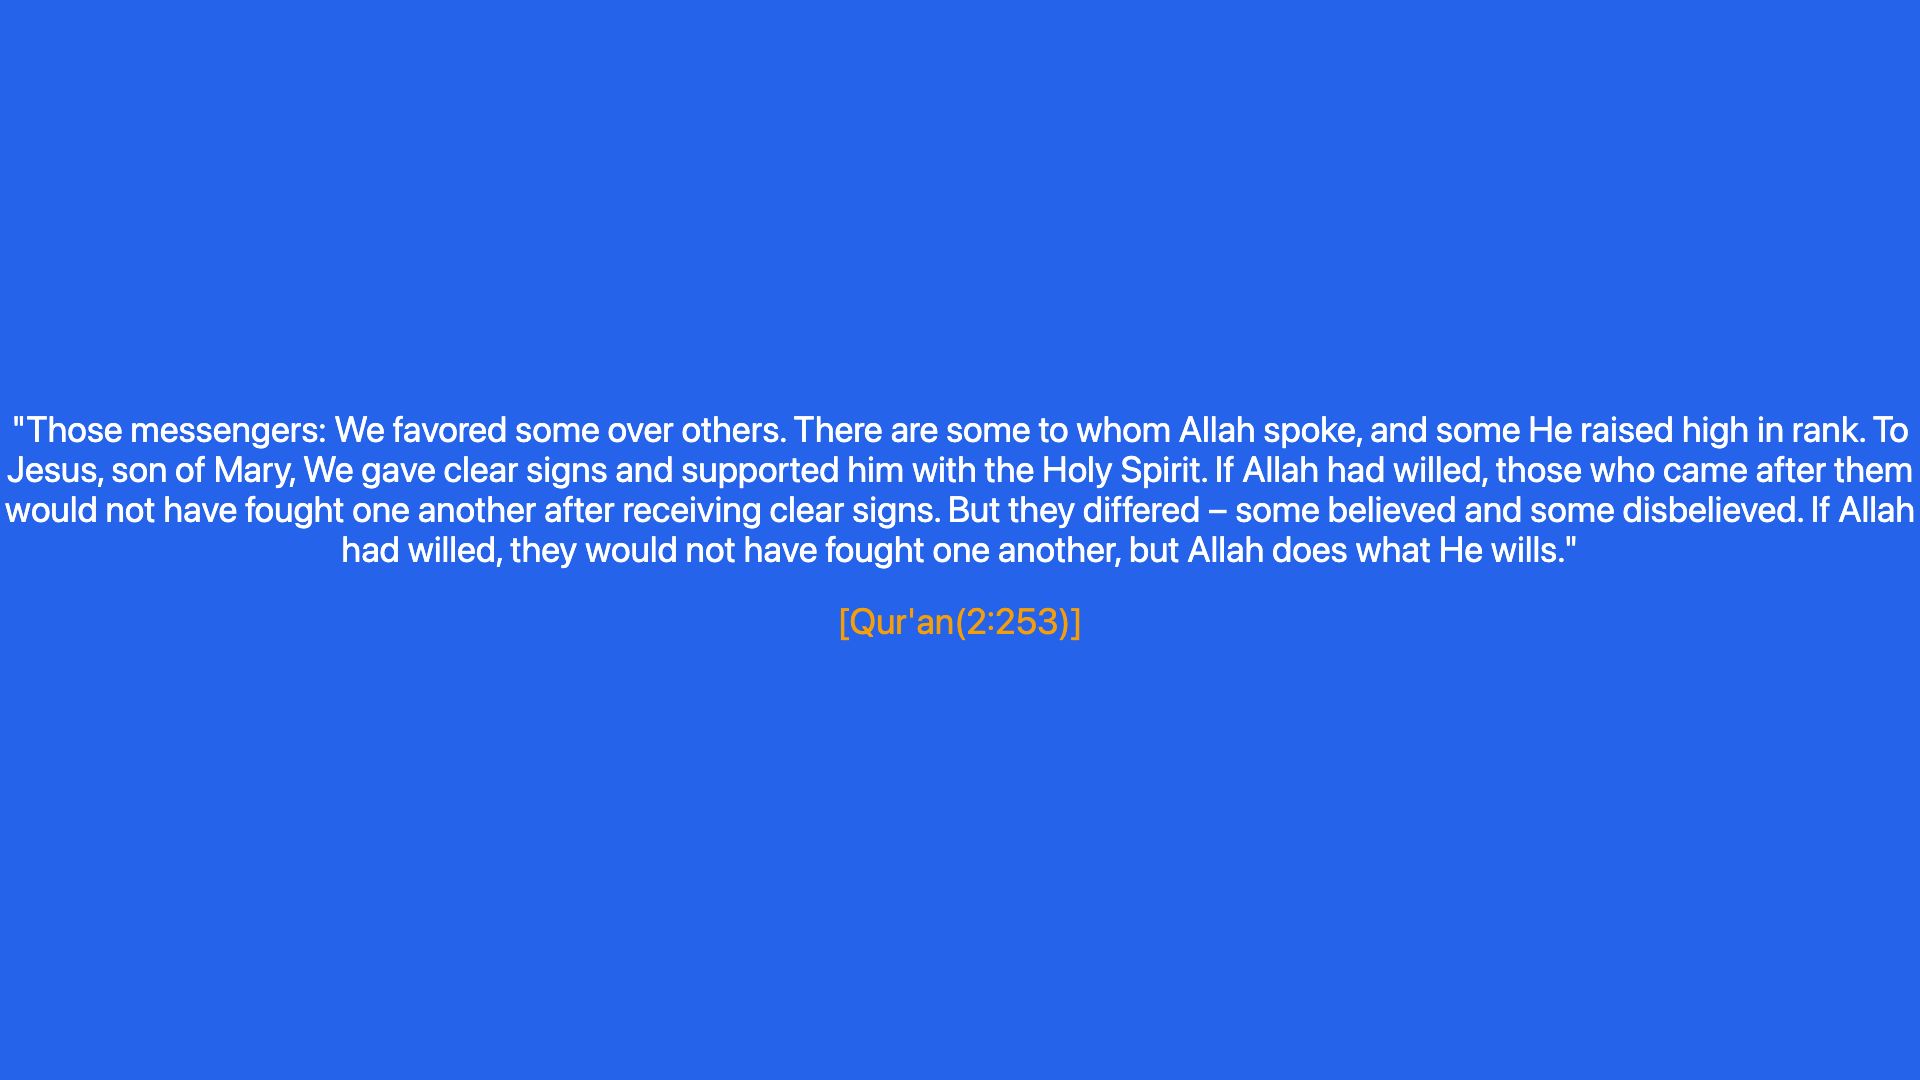 "Those messengers: We favored some over others. There are some to whom Allah spoke, and some He raised high in rank. To
Jesus, son of Mary, We gave clear signs and supported him with the Holy Spirit. If Allah had willed, those who came after them
would not have fought one another after receiving clear signs. But they differed – some believed and some disbelieved. If Allah
had willed, they would not have fought one another, but Allah does what He wills."
[Qur'an(2:253)]